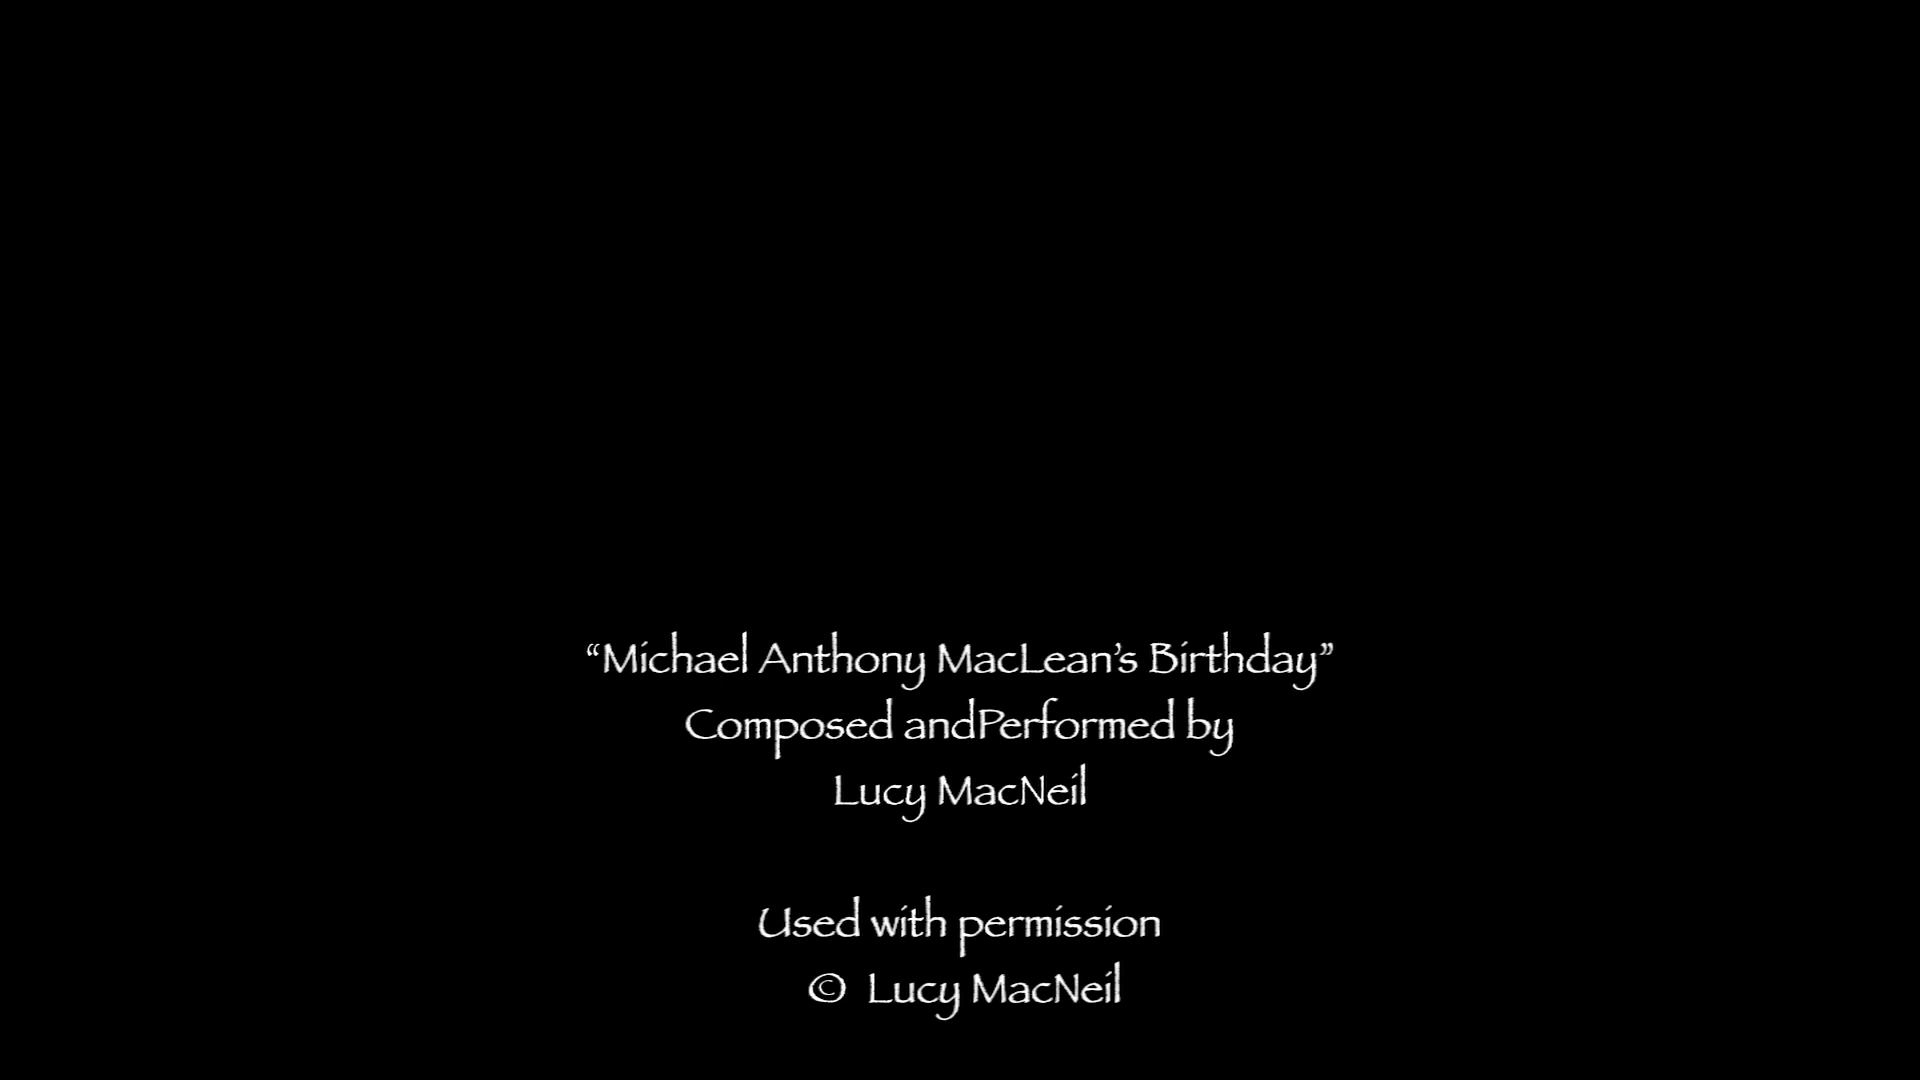 “Michael Anthony MacLean’s Birthday”
Composed andPerformed by
Lucy MacNeil
Used with permission
© Lucy MacNeil